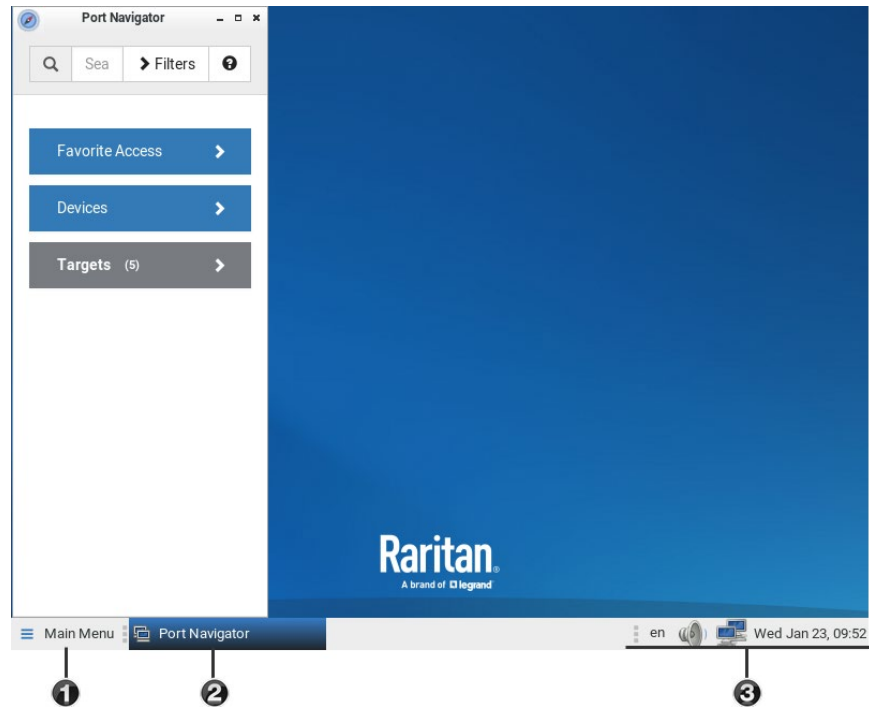 Port Navigator
Sea
Filters
Favorite Access
Devices
Targets (5)
Raritan®
A brand of legrand®
Main Menu
Port Navigator
en
Wed Jan 23, 09:52
1
2
3